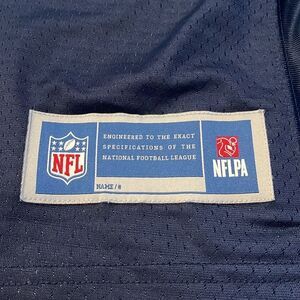 NFL
ENGINEERED TO THE EXACT
SPECIFICATIONS OF THE
NATIONAL FOOTBALL LEAGUE
NFLPA
NAME/#